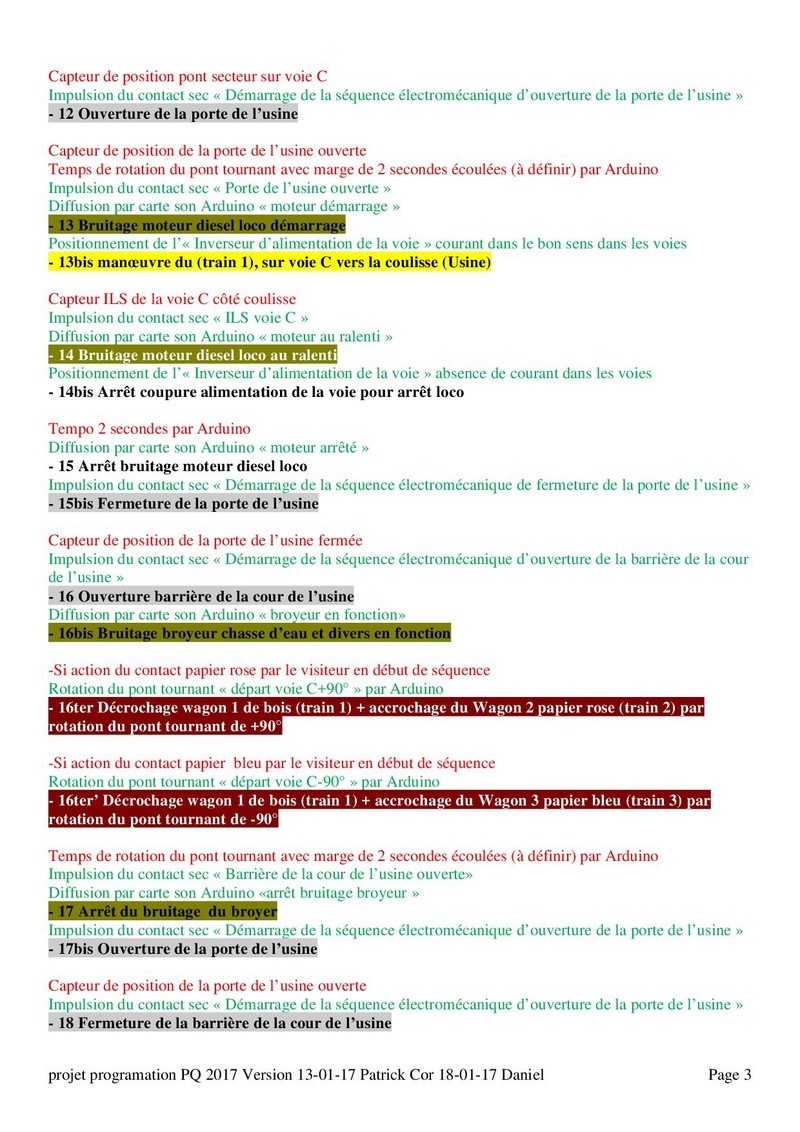 Capteur de position pont secteur sur voie C
Impulsion du contact sec « Démarrage de la séquence électromécanique d’ouverture de la porte de l’usine »
- 12 Ouverture de la porte de l’usine
Capteur de position de la porte de l’usine ouverte
Temps de rotation du pont tournant avec marge de 2 secondes écoulées (à définir) par Arduino
Impulsion du contact sec « Porte de l’usine ouverte »
Diffusion par carte son Arduino « moteur démarrage »
- 13 Bruitage moteur diesel loco démarrage
Positionnement de l’« Inverseur d’alimentation de la voie » courant dans le bon sens dans les voies
- 13bis manœuvre du (train 1), sur voie C vers la coulisse (Usine)
Capteur ILS de la voie C côté coulisse
Impulsion du contact sec « ILS voie C »
Diffusion par carte son Arduino « moteur au ralenti »
- 14 Bruitage moteur diesel loco au ralenti
Positionnement de l’« Inverseur d’alimentation de la voie » absence de courant dans les voies
- 14bis Arrêt coupure alimentation de la voie pour arrêt loco
Tempo 2 secondes par Arduino
Diffusion par carte son Arduino « moteur arrêté »
- 15 Arrêt bruitage moteur diesel loco
Impulsion du contact sec « Démarrage de la séquence électromécanique de fermeture de la porte de l’usine »
- 15bis Fermeture de la porte de l’usine
Capteur de position de la porte de l’usine fermée
Impulsion du contact sec « Démarrage de la séquence électromécanique d’ouverture de la barrière de la cour
de l’usine »
- 16 Ouverture barrière de la cour de l’usine
Diffusion par carte son Arduino « broyeur en fonction»
- 16bis Bruitage broyeur chasse d’eau et divers en fonction
-Si action du contact papier rose par le visiteur en début de séquence
Rotation du pont tournant « départ voie C+90° » par Arduino
- 16ter Décrochage wagon 1 de bois (train 1) + accrochage du Wagon 2 papier rose (train 2) par
rotation du pont tournant de +90°
-Si action du contact papier  bleu par le visiteur en début de séquence
Rotation du pont tournant « départ voie C-90° » par Arduino
- 16ter’ Décrochage wagon 1 de bois (train 1) + accrochage du Wagon 3 papier bleu (train 3) par
rotation du pont tournant de -90°
Temps de rotation du pont tournant avec marge de 2 secondes écoulées (à définir) par Arduino
Impulsion du contact sec « Barrière de la cour de l’usine ouverte»
Diffusion par carte son Arduino «arrêt bruitage broyeur »
- 17 Arrêt du bruitage  du broyer
Impulsion du contact sec « Démarrage de la séquence électromécanique d’ouverture de la porte de l’usine »
- 17bis Ouverture de la porte de l’usine
Capteur de position de la porte de l’usine ouverte
Impulsion du contact sec « Démarrage de la séquence électromécanique d’ouverture de la porte de l’usine »
- 18 Fermeture de la barrière de la cour de l’usine
projet programation PQ 2017 Version 13-01-17 Patrick Cor 18-01-17 Daniel Page 3